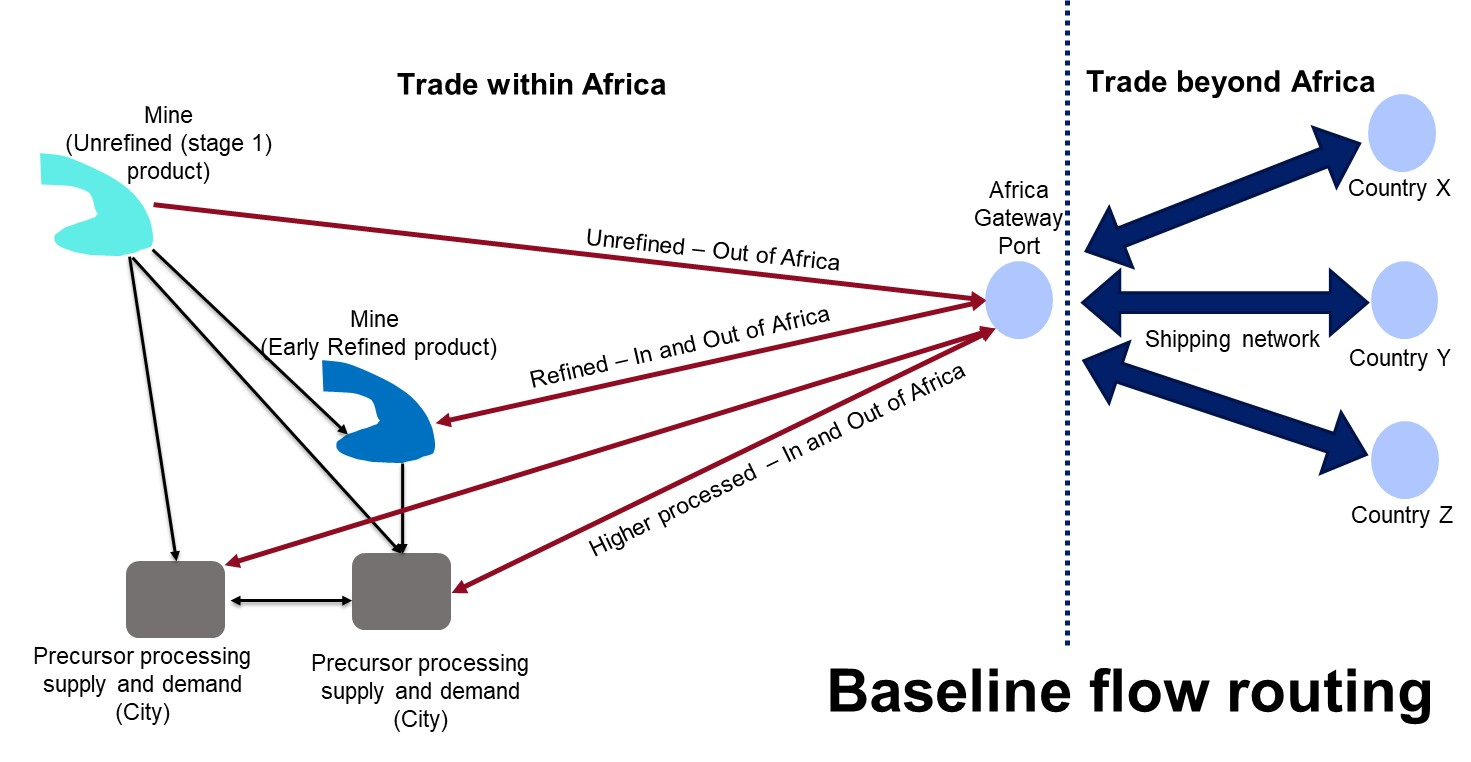 Trade within Africa
Trade beyond Africa
Mine
(Unrefined (stage 1)
product)
Africa
Gateway
Port
Country X
Unrefined – Out of Africa
Mine
(Early Refined product)
Refined – In and Out of Africa
Shipping network
Country Y
Higher processed – In and Out of Africa
Country Z
Precursor processing
supply and demand
(City)
Precursor processing
supply and demand
(City)
Baseline flow routing